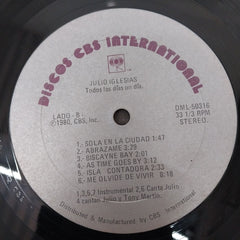 DISCOS CBS INTERNATIONAL
JULIO IGLESIAS
Todos los días un día.
LADO - B -
℗ 1980, CBS, Inc.
DML-50316
33 1/3 RPM
STEREO.
1. SOLA EN LA CIUDAD 1:47
2. ABRAZAME 3:29
3. BISCAYNE BAY 2:01
4. AS TIME GOES BY 3:12
5. ISLA CONTADORA 2:33
6. ME OLVIDE DE VIVIR 8:18
1,3,5,7 Instrumental 2,6 Canta Julio
4 cantan Julio y Tony Martin.
Distributed & Manufactured by CBS International